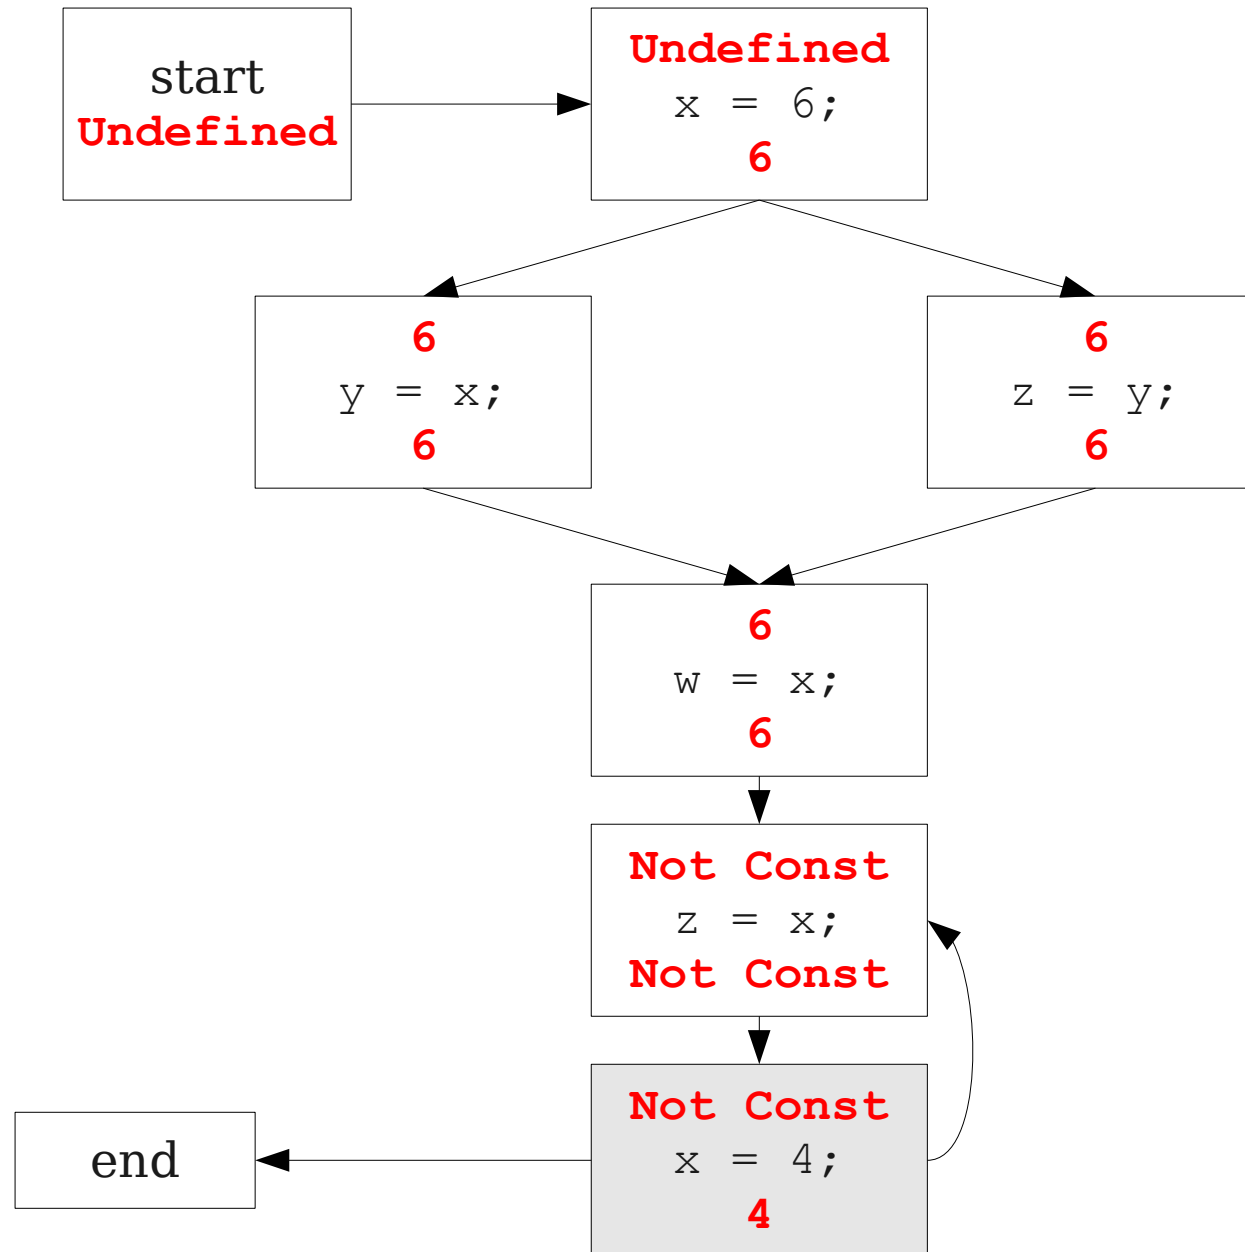 start
Undefined
Undefined
x = 6;
6
6
y = x;
6
6
z = y;
6
6
w = x;
6
Not Const
z = x;
Not Const
Not Const
x = 4;
4
end